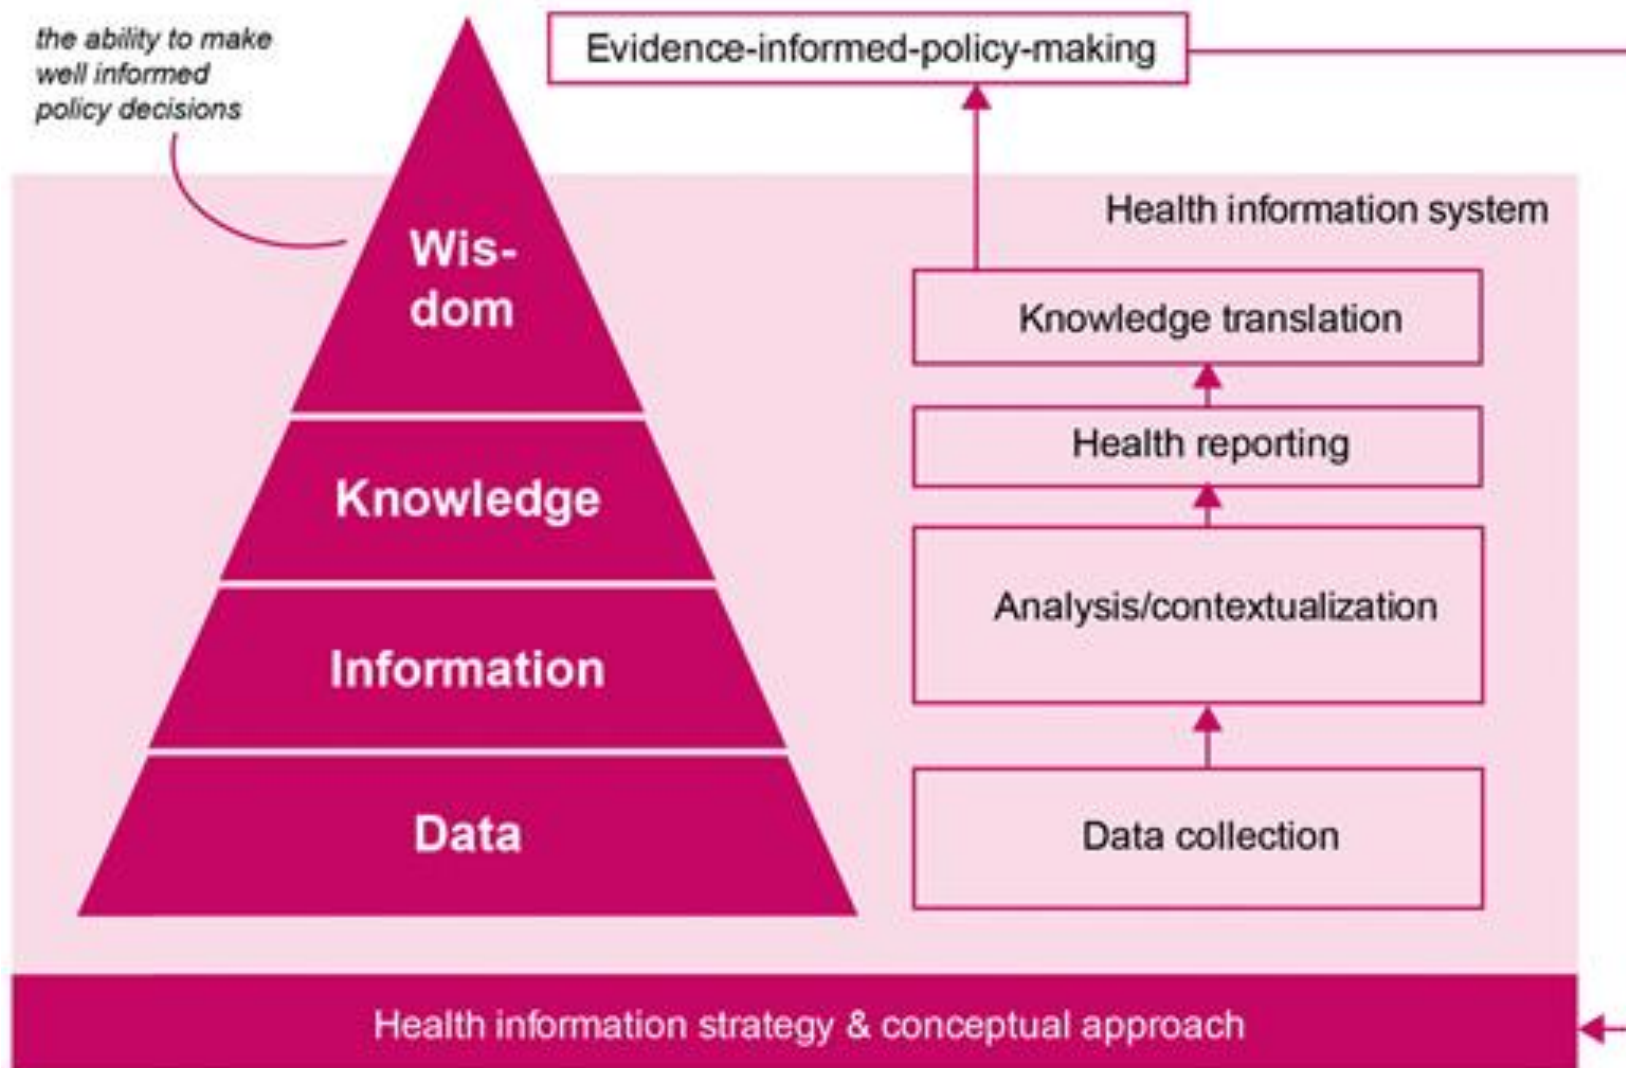 the ability to make
well informed
policy decisions
Evidence-informed-policy-making
Health information system
Wis-
dom
Knowledge
Information
Data
Knowledge translation
Health reporting
Analysis/contextualization
Data collection
Health information strategy & conceptual approach